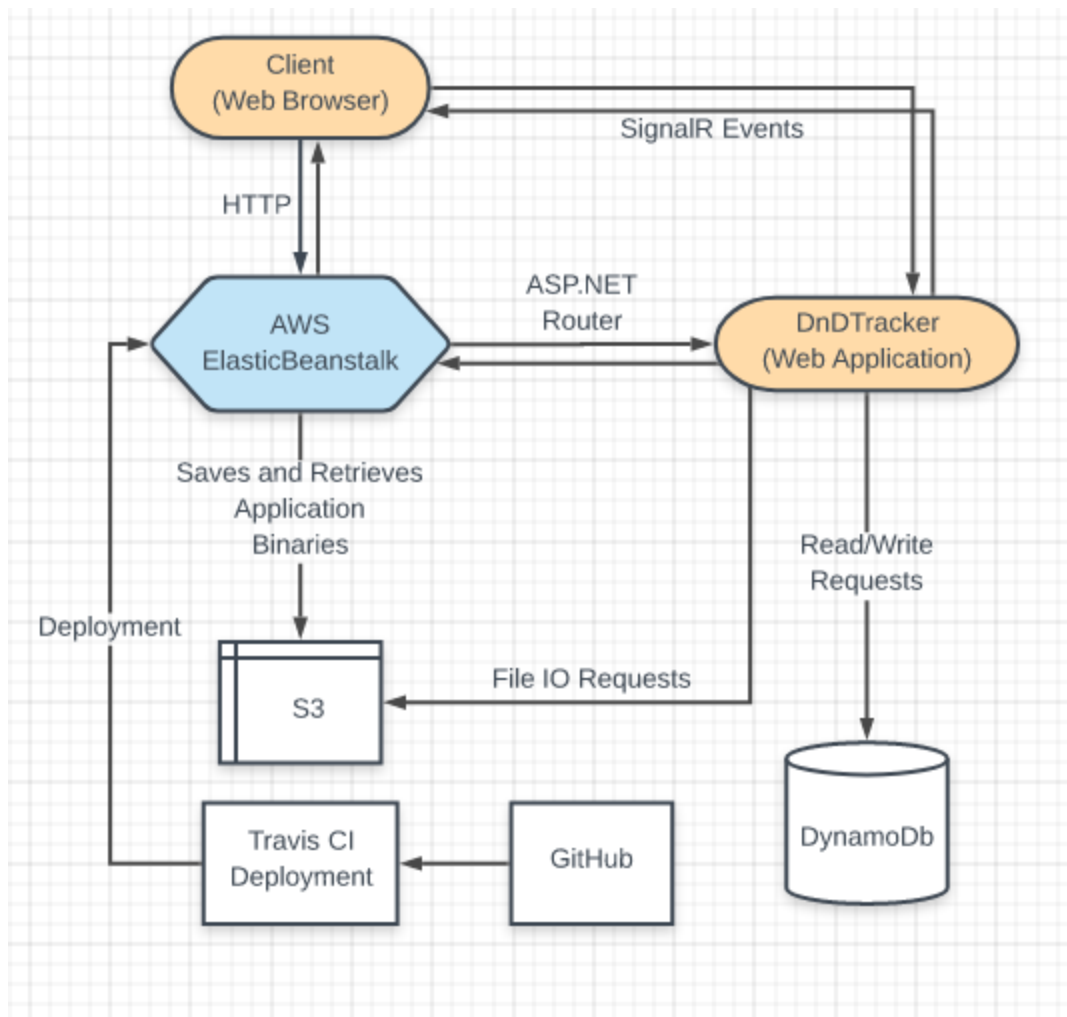 Client
(Web Browser)
SignalR Events
HTTP
ASP.NET
Router
AWS
ElasticBeanstalk
DnDTracker
(Web Application)
Saves and Retrieves
Application
Binaries
Read/Write
Requests
Deployment
File IO Requests
S3
Travis CI
Deployment
GitHub
DynamoDb